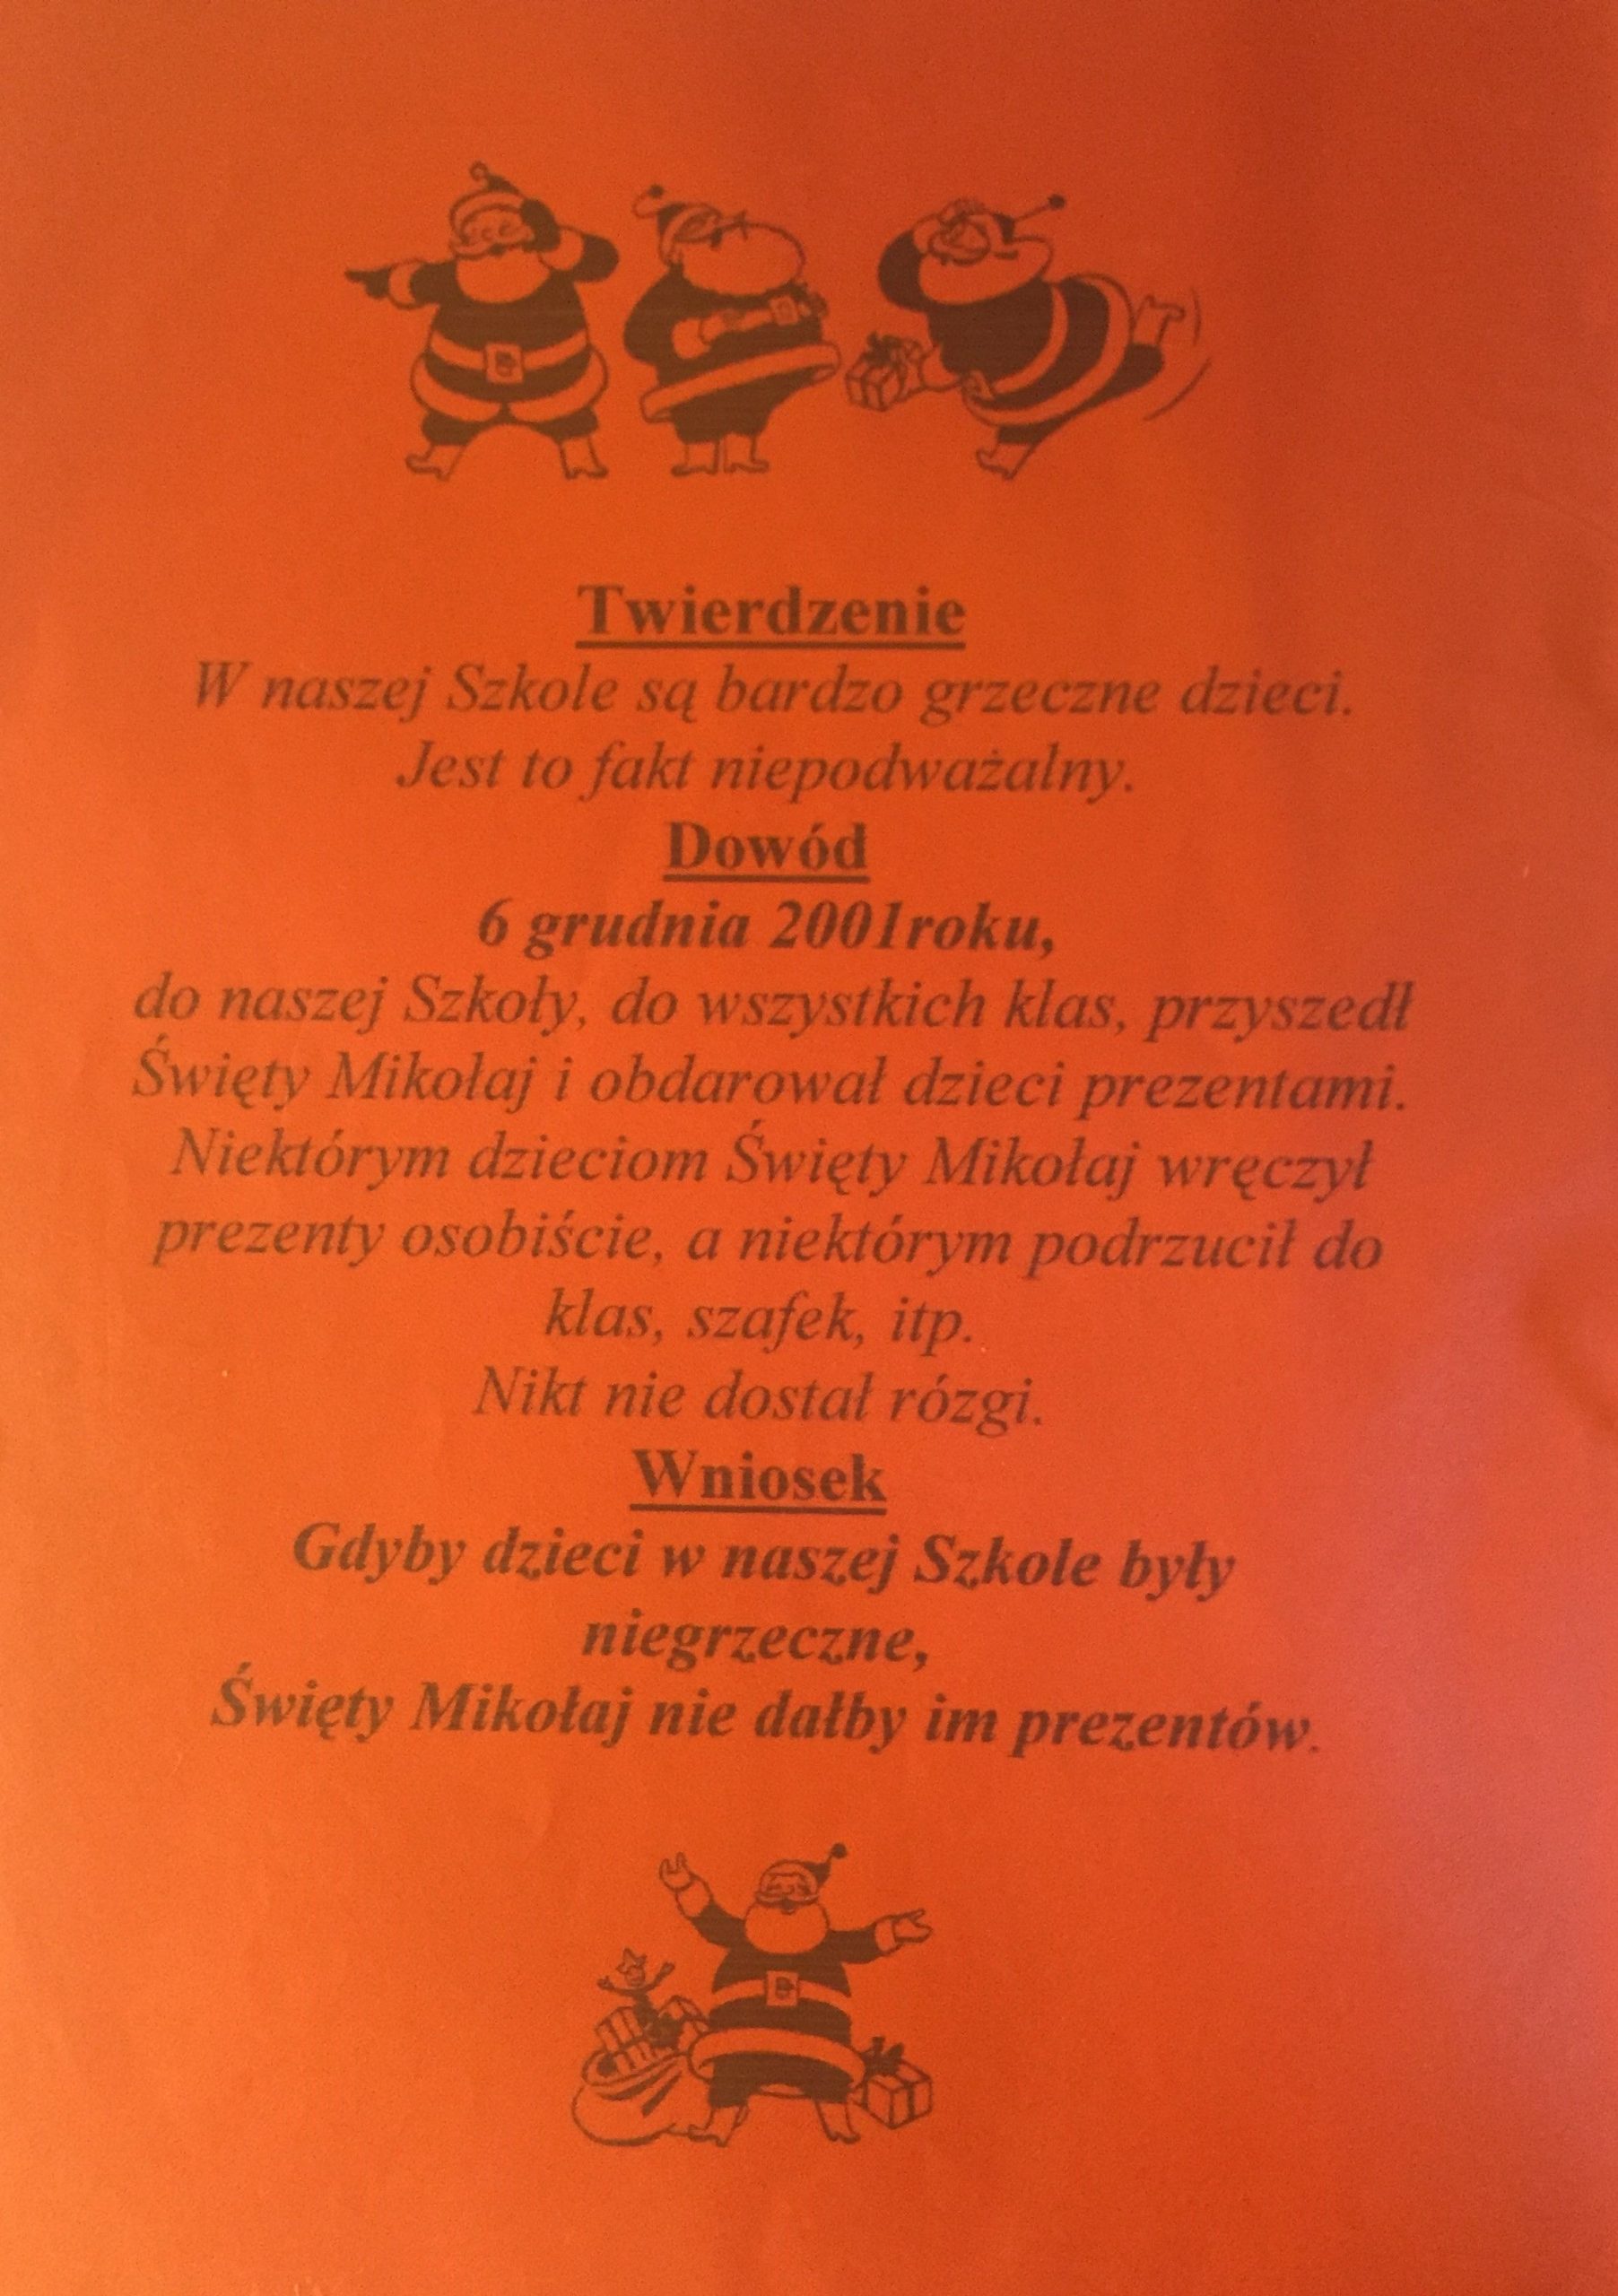 Twierdzenie
W naszej Szkole są bardzo grzeczne dzieci.
Jest to fakt niepodważalny.
Dowód
6 grudnia 2001roku,
do naszej Szkoły, do wszystkich klas, przyszedł
Święty Mikołaj i obdarował dzieci prezentami.
Niektórym dzieciom Święty Mikołaj wręczył
prezenty osobiście, a niektórym podrzucił do
klas, szafek, itp.
Nikt nie dostał rózgi.
Wniosek
Gdyby dzieci w naszej Szkole były
niegrzeczne,
Święty Mikołaj nie dałby im prezentów.